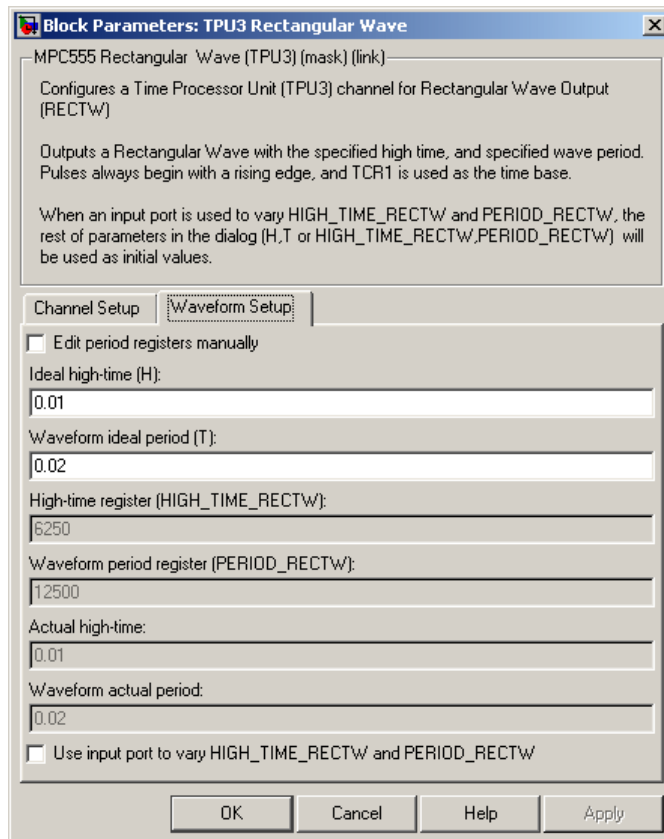 Block Parameters: TPU3 Rectangular Wave
MPC555 Rectangular Wave (TPU3) (mask) (link)
Configures a Time Processor Unit (TPU3) channel for Rectangular Wave Output
(RECTW)
Outputs a Rectangular Wave with the specified high time, and specified wave period.
Pulses always begin with a rising edge, and TCR1 is used as the time base.
When an input port is used to vary HIGH_TIME_RECTW and PERIOD_RECTW, the
rest of parameters in the dialog (H,T or HIGH_TIME_RECTW,PERIOD_RECTW) will
be used as initial values.
Channel Setup Waveform Setup
Edit period registers manually
Ideal high-time (H):
0.01
Waveform ideal period (T):
0.02
High-time register (HIGH_TIME_RECTW):
6250
Waveform period register (PERIOD_RECTW):
12500
Actual high-time:
0.01
Waveform actual period:
0.02
Use input port to vary HIGH_TIME_RECTW and PERIOD_RECTW
OK Cancel Help Apply